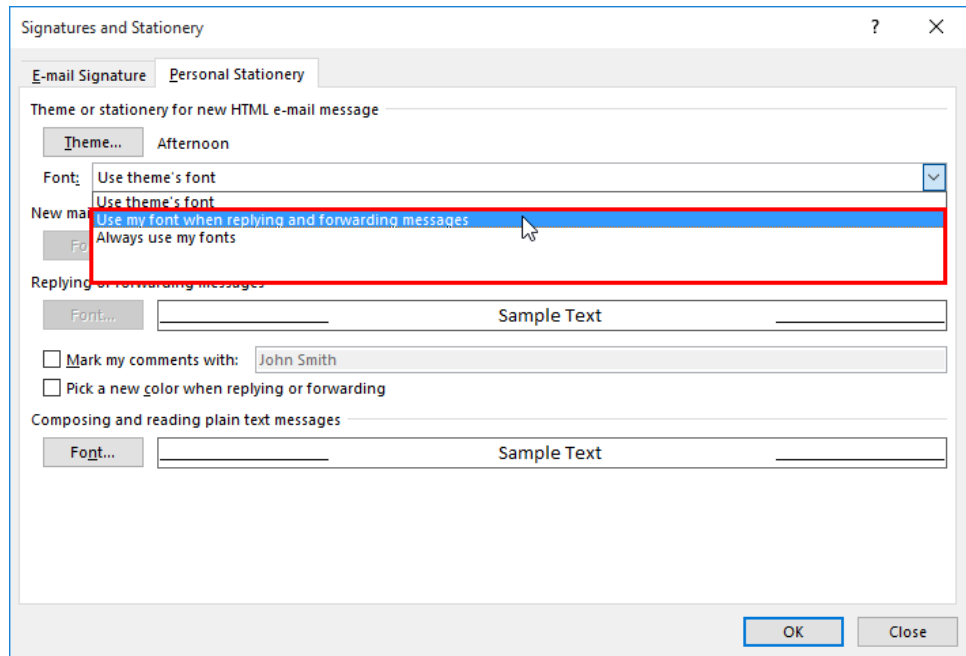 Signatures and Stationery ?
E-mail Signature Personal Stationery
Theme or stationery for new HTML e-mail message
Theme... Afternoon
Font: Use theme's font
Use theme's font
New mai
Use my font when replying and forwarding messages
Fo
Always use my fonts
Replying or forwarding messages
Font... Sample Text
Mark my comments with: John Smith
Pick a new color when replying or forwarding
Composing and reading plain text messages
Font... Sample Text
OK Close